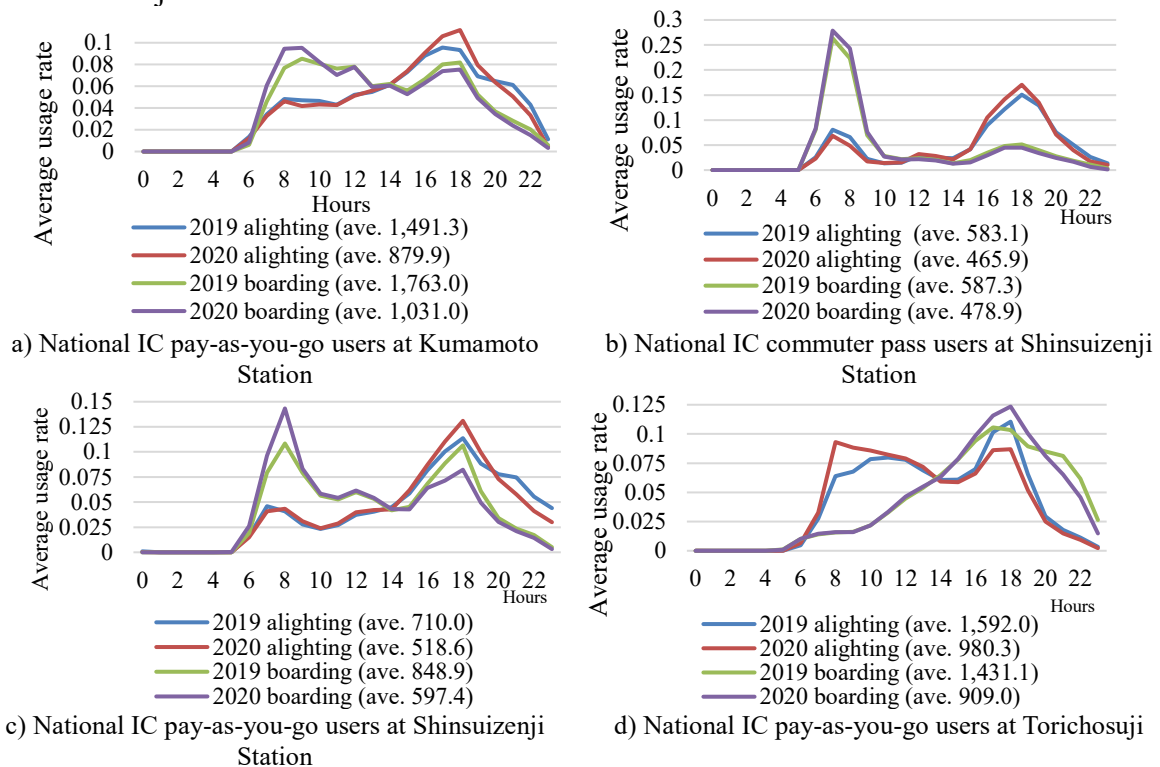 Average usage rate
0.1
0.08
0.06
0.04
0.02
0
0 2 4 6 8 10 12 14 16 18 20 22
Hours
2019 alighting (ave. 1,491.3)
2020 alighting (ave. 879.9)
2019 boarding (ave. 1,763.0)
2020 boarding (ave. 1,031.0)
a) National IC pay-as-you-go users at Kumamoto
Station
Average usage rate
0.3
0.25
0.2
0.15
0.1
0.05
0
0 2 4 6 8 10 12 14 16 18 20 22
Hours
2019 alighting (ave. 583.1)
2020 alighting (ave. 465.9)
2019 boarding (ave. 587.3)
2020 boarding (ave. 478.9)
b) National IC commuter pass users at Shinsuizenji
Station
Average usage rate
0.15
0.125
0.1
0.075
0.05
0.025
0
0 2 4 6 8 10 12 14 16 18 20 22
Hours
2019 alighting (ave. 710.0)
2020 alighting (ave. 518.6)
2019 boarding (ave. 848.9)
2020 boarding (ave. 597.4)
c) National IC pay-as-you-go users at Shinsuizenji
Station
Average usage rate
0.125
0.1
0.075
0.05
0.025
0
0 2 4 6 8 10 12 14 16 18 20 22
Hours
2019 alighting (ave. 1,592.0)
2020 alighting (ave. 980.3)
2019 boarding (ave. 1,431.1)
2020 boarding (ave. 909.0)
d) National IC pay-as-you-go users at Torichosuji